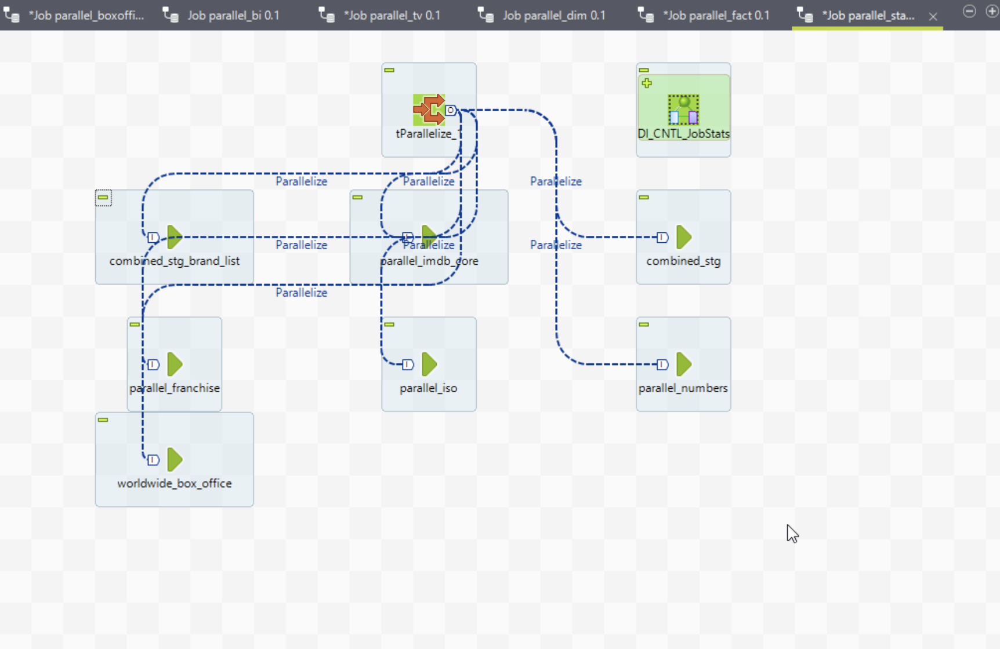 *Job parallel_boxoffi...
Job parallel_bi 0.1
*Job parallel_tv 0.1
Job parallel_dim 0.1
*Job parallel_fact 0.1
*Job parallel_sta...
tParallelize_1
DI_CNTL_JobStats
Parallelize
Parallelize
Parallelize
Parallelize
Parallelize
Parallelize
combined_stg_brand_list
parallel_imdb_core
combined_stg
Parallelize
parallel_franchise
parallel_iso
parallel_numbers
worldwide_box_office